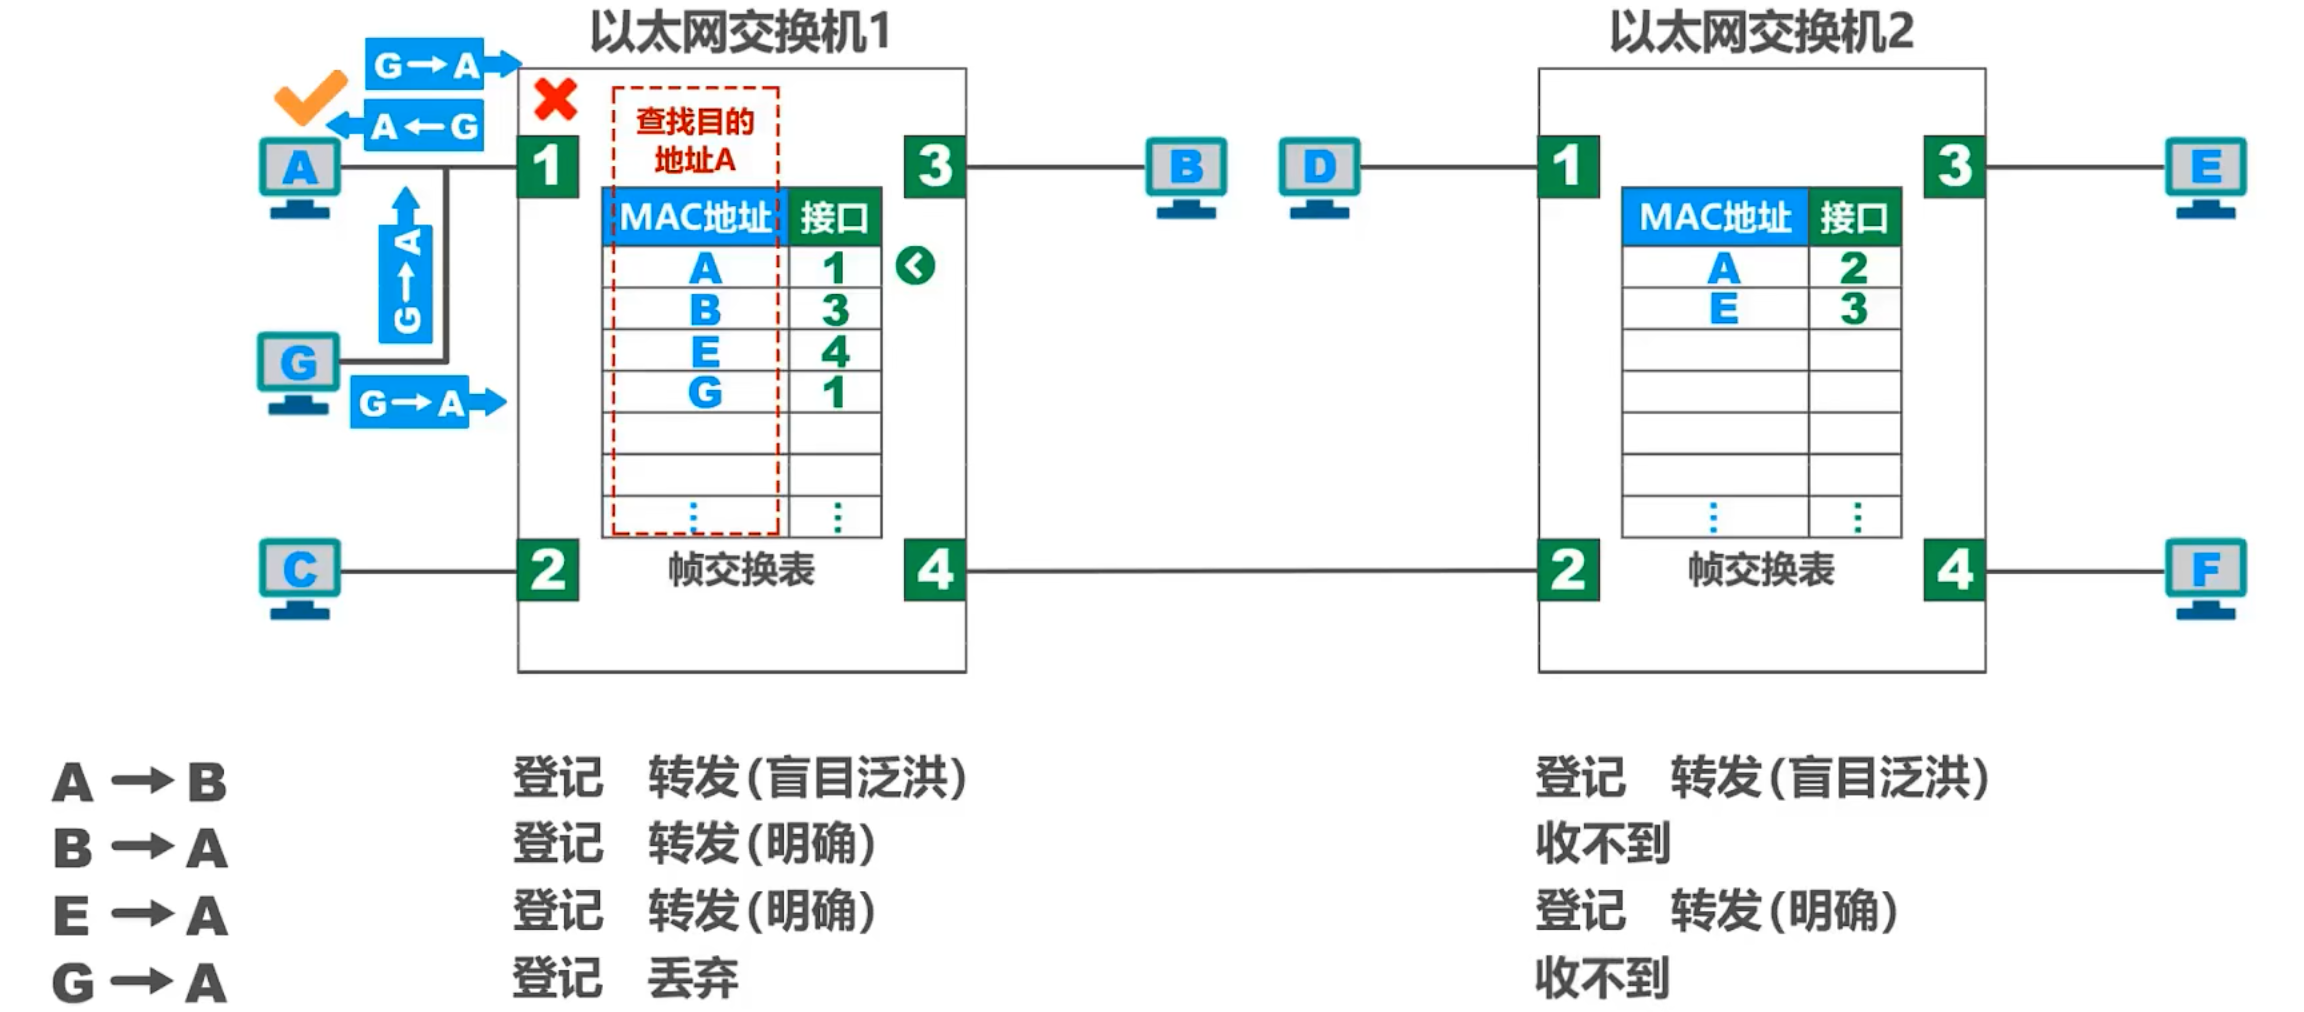 以太网交换机1
以太网交换机2
G→A
A←G
查找目的
地址A
A
1
3
B
D
1
3
E
MAC地址 接口
A 1
B 3
E 4
G 1
⋮ ⋮
帧交换表
MAC地址 接口
A 2
E 3
⋮ ⋮
帧交换表
G→A
G
G→A
C
2
4
2
4
F
A→B 登记 转发(盲目泛洪) 登记 转发(盲目泛洪)
B→A 登记 转发(明确) 收不到
E→A 登记 转发(明确) 登记 转发(明确)
G→A 登记 丢弃 收不到